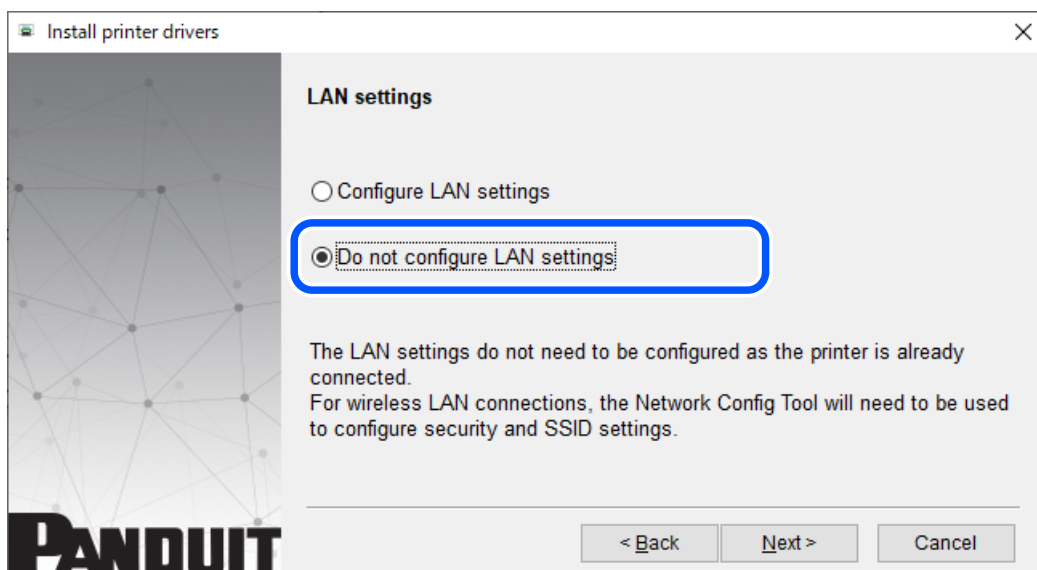 Install printer drivers
LAN settings
Configure LAN settings
Do not configure LAN settings
The LAN settings do not need to be configured as the printer is already
connected.
For wireless LAN connections, the Network Config Tool will need to be used
to configure security and SSID settings.
PANDUIT
< Back
Next >
Cancel